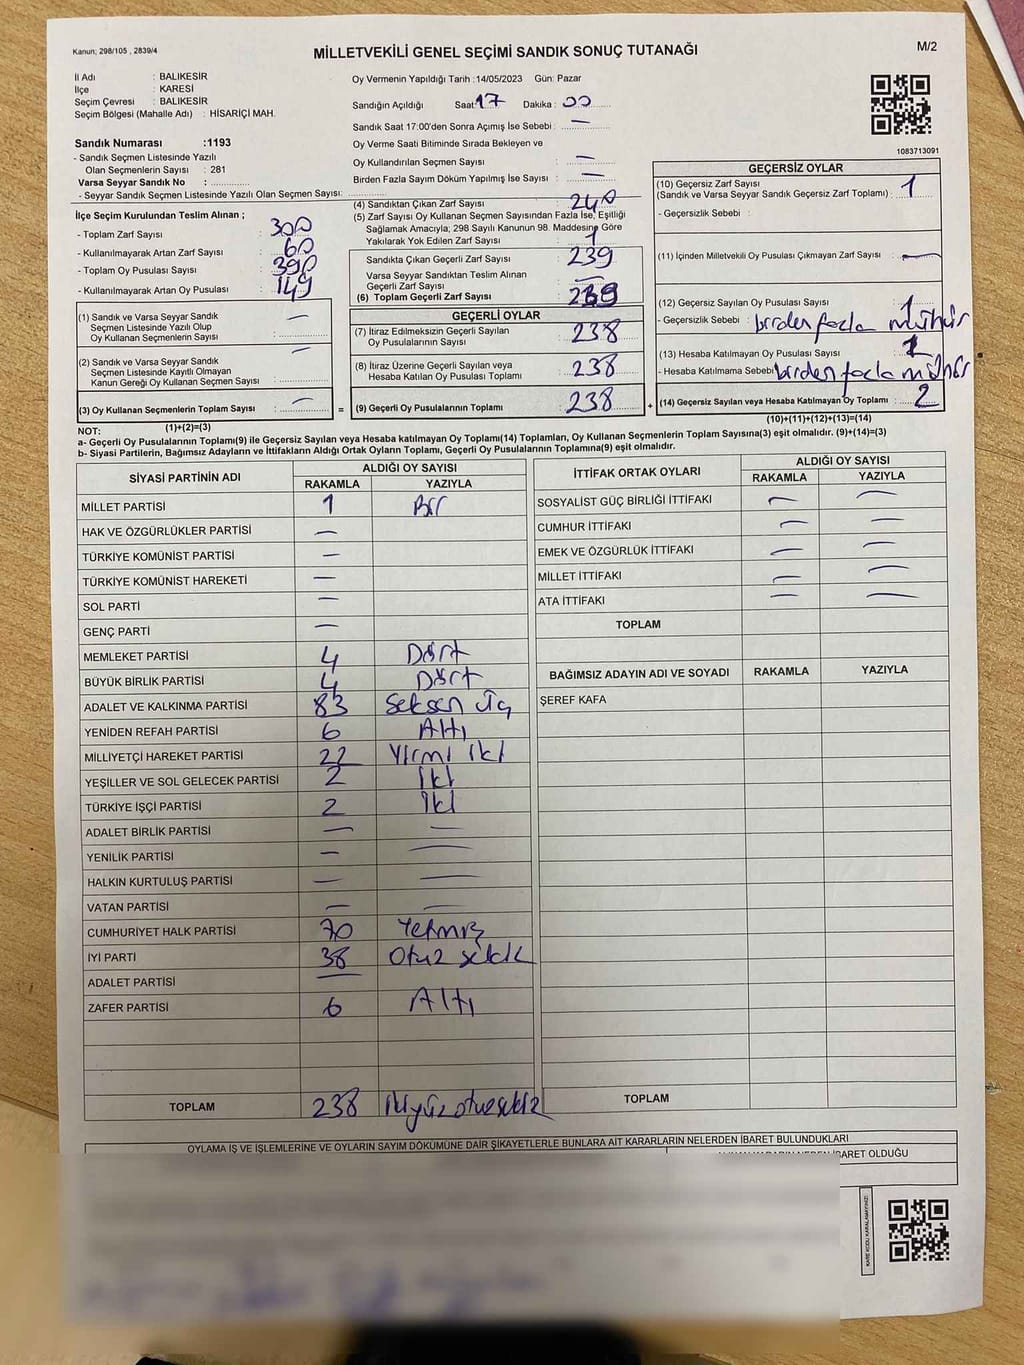 Kanun; 298/105 , 2839/4
MİLLETVEKİLİ GENEL SEÇİMİ SANDIK SONUÇ TUTANAĞI
M/2
İl Adı : BALIKESİR
İlçe : KARESİ
Seçim Çevresi : BALIKESİR
Seçim Bölgesi (Mahalle Adı) : HİSARİÇİ MAH.
Sandık Numarası :1193
- Sandık Seçmen Listesinde Yazılı
Olan Seçmenlerin Sayısı : 281
Varsa Seyyar Sandık No :
- Seyyar Sandık Seçmen Listesinde Yazılı Olan Seçmen Sayısı:
Oy Vermenin Yapıldığı Tarih :14/05/2023 Gün: Pazar
Sandığın Açıldığı Saat: 17 Dakika : 00
Sandık Saat 17:00'den Sonra Açımış İse Sebebi : —
Oy Verme Saati Bitiminde Sırada Bekleyen ve
Oy Kullandırılan Seçmen Sayısı : —
Birden Fazla Sayım Döküm Yapılmış İse Sayısı : —
1083713091
İlçe Seçim Kurulundan Teslim Alınan ;
- Toplam Zarf Sayısı : 300
- Kullanılmayarak Artan Zarf Sayısı : 60
- Toplam Oy Pusulası Sayısı : 390
- Kullanılmayarak Artan Oy Pusulası : 149
(1) Sandık ve Varsa Seyyar Sandık
Seçmen Listesinde Yazılı Olup
Oy Kullanan Seçmenlerin Sayısı : —
(2) Sandık ve Varsa Seyyar Sandık
Seçmen Listesinde Kayıtlı Olmayan
Kanun Gereği Oy Kullanan Seçmen Sayısı : —
(3) Oy Kullanan Seçmenlerin Toplam Sayısı : —
(1)+(2)=(3)
(4) Sandıktan Çıkan Zarf Sayısı : 240
(5) Zarf Sayısı Oy Kullanan Seçmen Sayısından Fazla İse, Eşitliği
Sağlamak Amacıyla; 298 Sayılı Kanunun 98. Maddesine Göre
Yakılarak Yok Edilen Zarf Sayısı : 1
Sandıkta Çıkan Geçerli Zarf Sayısı : 239
Varsa Seyyar Sandıktan Teslim Alınan
Geçerli Zarf Sayısı : —
(6) Toplam Geçerli Zarf Sayısı : 239
GEÇERLİ OYLAR
(7) İtiraz Edilmeksizin Geçerli Sayılan
Oy Pusulalarının Sayısı : 238
(8) İtiraz Üzerine Geçerli Sayılan veya
Hesaba Katılan Oy Pusulası Toplamı : 238
= (9) Geçerli Oy Pusulalarının Toplamı : 238 +
GEÇERSİZ OYLAR
(10) Geçersiz Zarf Sayısı
(Sandık ve Varsa Seyyar Sandık Geçersiz Zarf Toplamı) : 1
- Geçersizlik Sebebi :
(11) İçinden Milletvekili Oy Pusulası Çıkmayan Zarf Sayısı : —
(12) Geçersiz Sayılan Oy Pusulası Sayısı : 1
- Geçersizlik Sebebi : birden fazla mühür
(13) Hesaba Katılmayan Oy Pusulası Sayısı : 1
- Hesaba Katılmama Sebebi: birden fazla mühür
(14) Geçersiz Sayılan veya Hesaba Katılmayan Oy Toplamı : 2
(10)+(11)+(12)+(13)=(14)
NOT:
a- Geçerli Oy Pusulalarının Toplamı(9) ile Geçersiz Sayılan veya Hesaba katılmayan Oy Toplamı(14) Toplamları, Oy Kullanan Seçmenlerin Toplam Sayısına(3) eşit olmalıdır. (9)+(14)=(3)
b- Siyasi Partilerin, Bağımsız Adayların ve İttifakların Aldığı Ortak Oyların Toplamı, Geçerli Oy Pusulalarının Toplamına(9) eşit olmalıdır.
SİYASİ PARTİNİN ADI ALDIĞI OY SAYISI
RAKAMLA YAZIYLA
MİLLET PARTİSİ 1 Bir
HAK VE ÖZGÜRLÜKLER PARTİSİ —
TÜRKİYE KOMÜNİST PARTİSİ —
TÜRKİYE KOMÜNİST HAREKETİ —
SOL PARTİ —
GENÇ PARTİ —
MEMLEKET PARTİSİ 4 Dört
BÜYÜK BİRLİK PARTİSİ 4 Dört
ADALET VE KALKINMA PARTİSİ 83 Seksen üç
YENİDEN REFAH PARTİSİ 6 Altı
MİLLİYETÇİ HAREKET PARTİSİ 22 Yirmi iki
YEŞİLLER VE SOL GELECEK PARTİSİ 2 iki
TÜRKİYE İŞÇİ PARTİSİ 2 iki
ADALET BİRLİK PARTİSİ — —
YENİLİK PARTİSİ — —
HALKIN KURTULUŞ PARTİSİ — —
VATAN PARTİSİ — —
CUMHURİYET HALK PARTİSİ 70 Yetmiş
İYİ PARTİ 38 Otuz sekiz
ADALET PARTİSİ —
ZAFER PARTİSİ 6 Altı
TOPLAM 238 ikiyüzotuzsekiz
İTTİFAK ORTAK OYLARI ALDIĞI OY SAYISI
RAKAMLA YAZIYLA
SOSYALİST GÜÇ BİRLİĞİ İTTİFAKI — —
CUMHUR İTTİFAKI — —
EMEK VE ÖZGÜRLÜK İTTİFAKI — —
MİLLET İTTİFAKI — —
ATA İTTİFAKI — —
TOPLAM
BAĞIMSIZ ADAYIN ADI VE SOYADI RAKAMLA YAZIYLA
ŞEREF KAFA
TOPLAM
OYLAMA İŞ VE İŞLEMLERİNE VE OYLARIN SAYIM DÖKÜMÜNE DAİR ŞİKAYETLERLE BUNLARA AİT KARARLARIN NELERDEN İBARET BULUNDUKLARI
İBARET OLDUĞU
KARE KODU KARALAMAYINIZ!